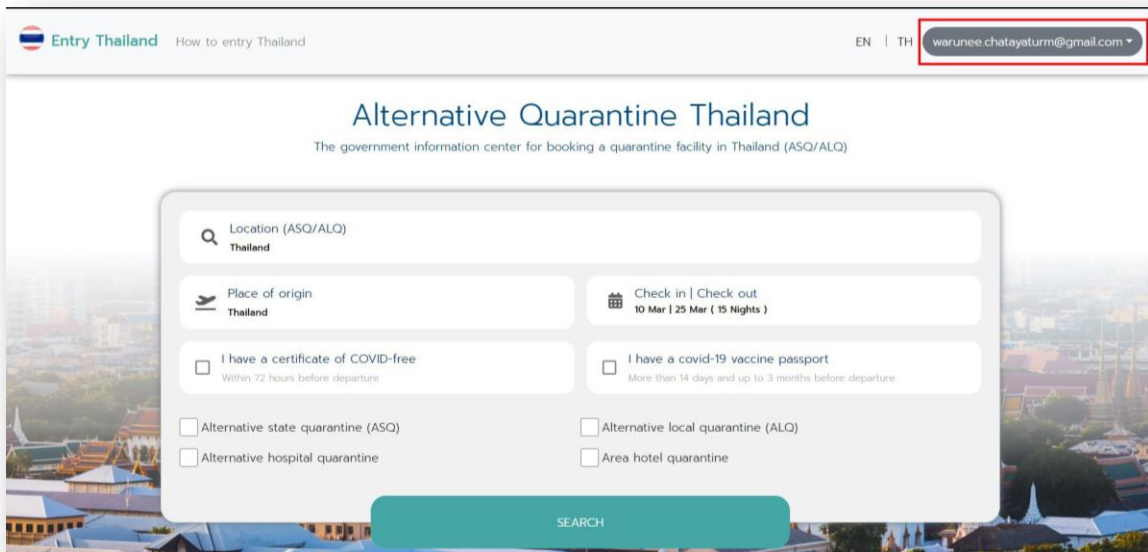 Entry Thailand How to entry Thailand EN | TH warunee.chatayaturm@gmail.com
Alternative Quarantine Thailand
The government information center for booking a quarantine facility in Thailand (ASQ/ALQ)
Location (ASQ/ALQ)
Thailand
Place of origin
Thailand
Check in | Check out
10 Mar | 25 Mar ( 15 Nights )
I have a certificate of COVID-free
Within 72 hours before departure
I have a covid-19 vaccine passport
More than 14 days and up to 3 months before departure
Alternative state quarantine (ASQ)
Alternative local quarantine (ALQ)
Alternative hospital quarantine
Area hotel quarantine
SEARCH